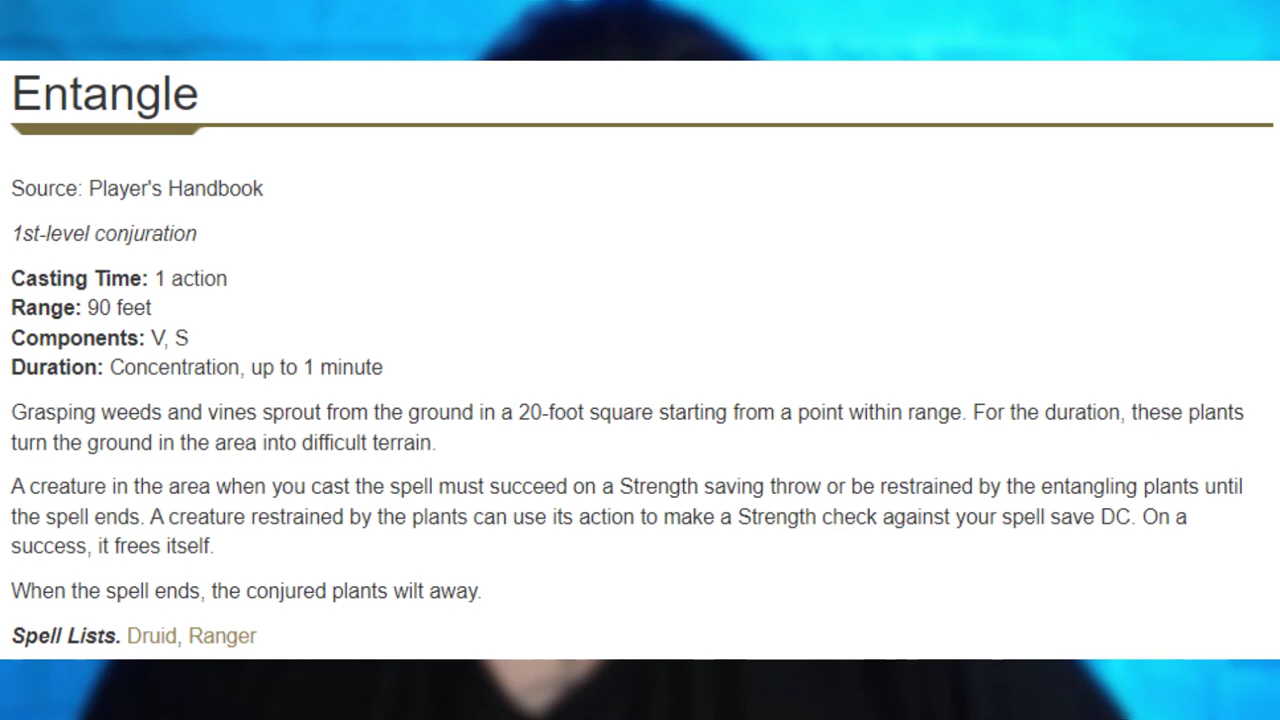 Entangle
Source: Player's Handbook
1st-level conjuration
Casting Time: 1 action
Range: 90 feet
Components: V, S
Duration: Concentration, up to 1 minute
Grasping weeds and vines sprout from the ground in a 20-foot square starting from a point within range. For the duration, these plants
turn the ground in the area into difficult terrain.
A creature in the area when you cast the spell must succeed on a Strength saving throw or be restrained by the entangling plants until
the spell ends. A creature restrained by the plants can use its action to make a Strength check against your spell save DC. On a
success, it frees itself.
When the spell ends, the conjured plants wilt away.
Spell Lists. Druid, Ranger